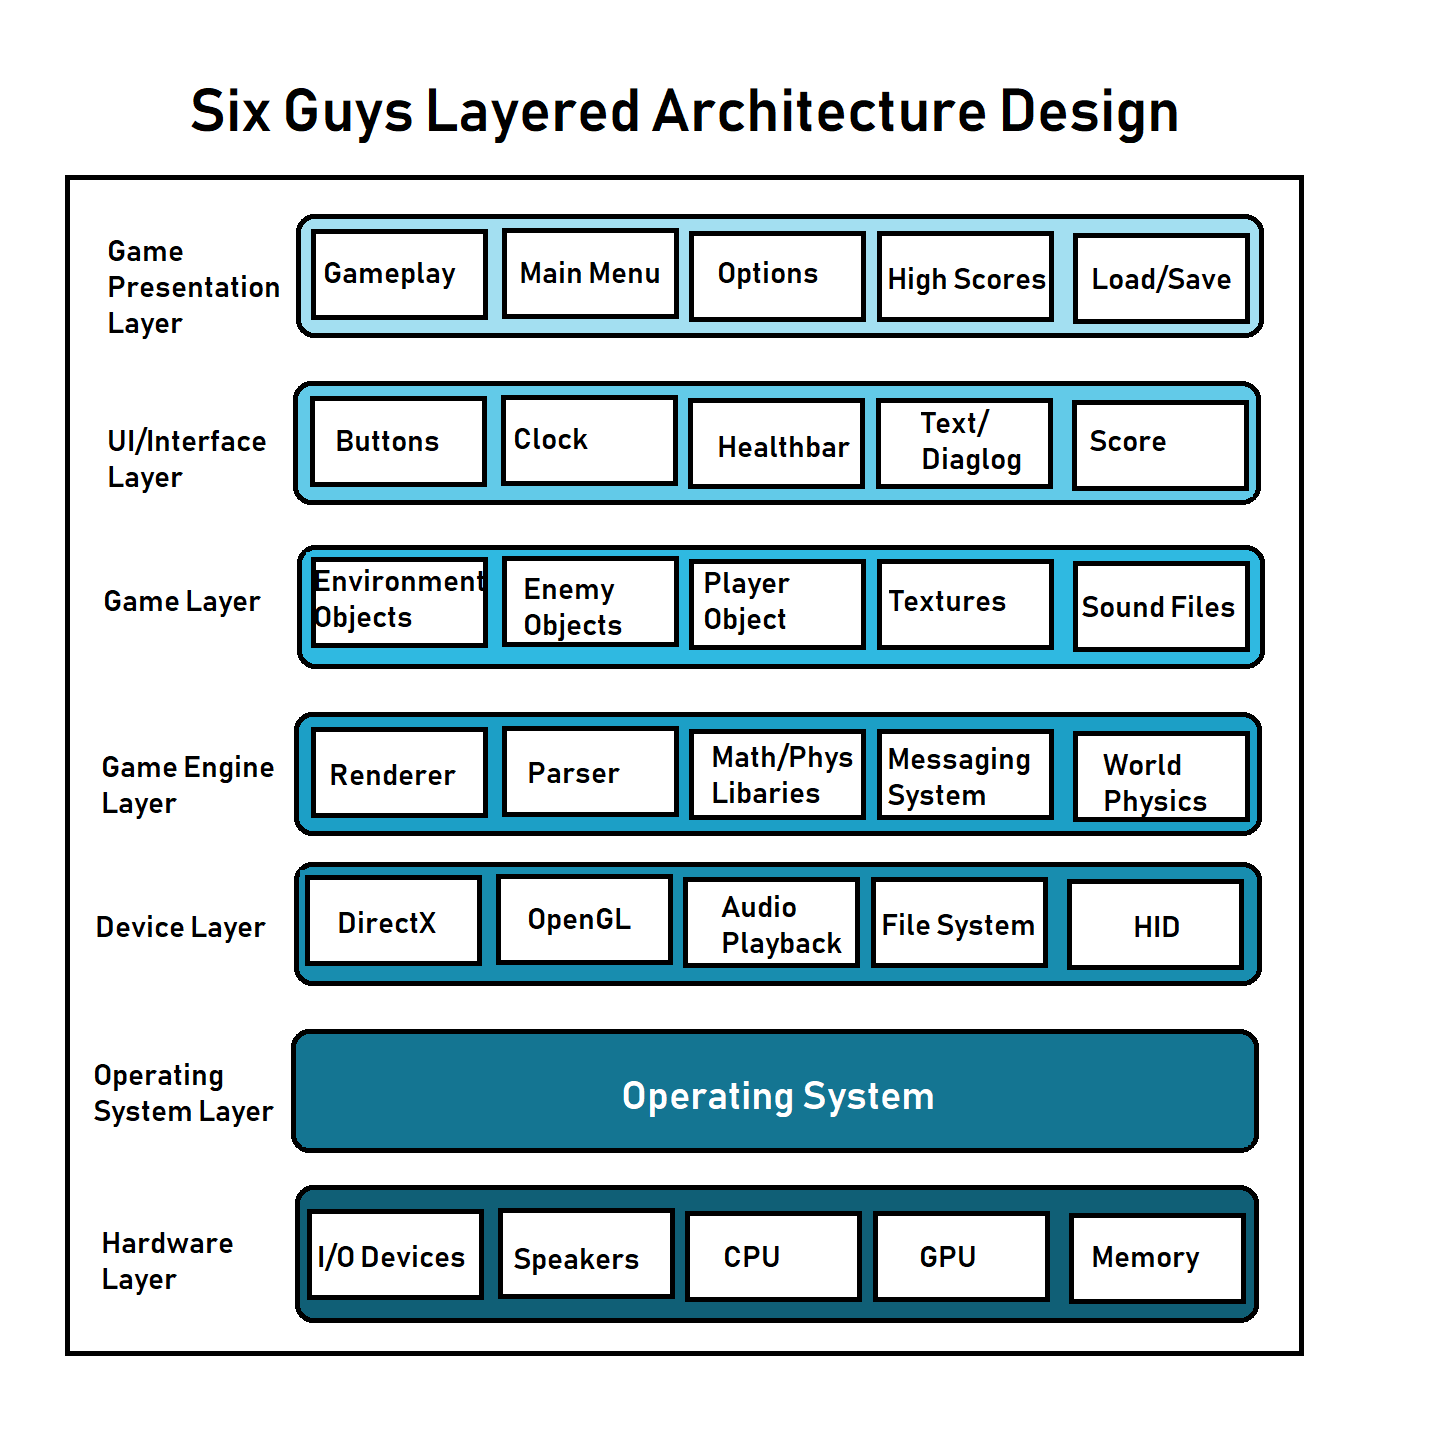 Six Guys Layered Architecture Design
Game
Presentation
Layer
Gameplay
Main Menu
Options
High Scores
Load/Save
UI/Interface
Layer
Buttons
Clock
Healthbar
Text/
Diaglog
Score
Game Layer
Environment
Objects
Enemy
Objects
Player
Object
Textures
Sound Files
Game Engine
Layer
Renderer
Parser
Math/Phys
Libaries
Messaging
System
World
Physics
Device Layer
DirectX
OpenGL
Audio
Playback
File System
HID
Operating
System Layer
Operating System
Hardware
Layer
I/O Devices
Speakers
CPU
GPU
Memory